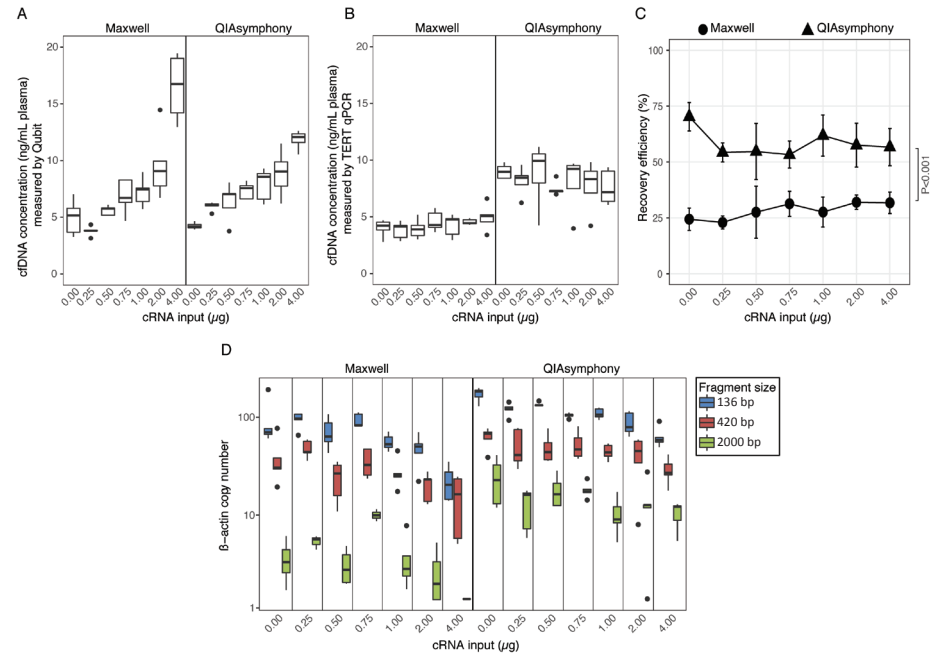 A
Maxwell
QIAsymphony
cfDNA concentration (ng/mL plasma)
measured by Qubit
20
15
10
5
0
0.00 0.25 0.50 0.75 1.00 2.00 4.00 0.00 0.25 0.50 0.75 1.00 2.00 4.00
cRNA input (µg)
B
Maxwell
QIAsymphony
cfDNA concentration (ng/mL plasma)
measured by TERT qPCR
20
15
10
5
0
0.00 0.25 0.50 0.75 1.00 2.00 4.00 0.00 0.25 0.50 0.75 1.00 2.00 4.00
cRNA input (µg)
C
Maxwell
QIAsymphony
Recovery efficiency (%)
100
75
50
25
0
0.00 0.25 0.50 0.75 1.00 2.00 4.00
cRNA input (µg)
P<0.001
D
Maxwell
QIAsymphony
ß−actin copy number
100
10
1
0.00 0.25 0.50 0.75 1.00 2.00 4.00 0.00 0.25 0.50 0.75 1.00 2.00 4.00
cRNA input (µg)
Fragment size
136 bp
420 bp
2000 bp